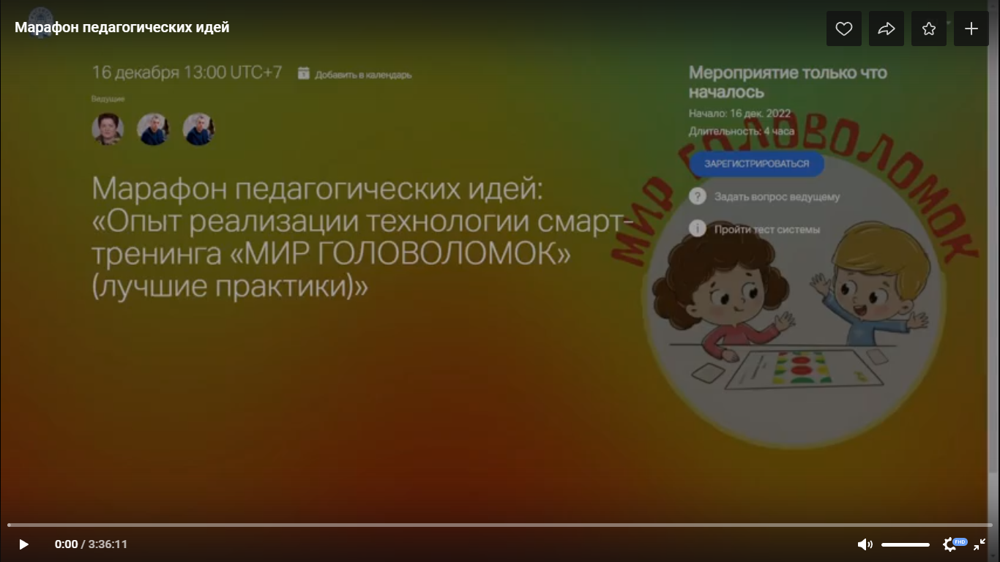 Марафон педагогических идей
16 декабря 13:00 UTC+7
Добавить в календарь
Ведущие
Марафон педагогических идей:
«Опыт реализации технологии смарт-
тренинга «МИР ГОЛОВОЛОМОК»
(лучшие практики)»
Мероприятие только что
началось
Начало: 16 дек. 2022
Длительность: 4 часа
ЗАРЕГИСТРИРОВАТЬСЯ
? Задать вопрос ведущему
i Пройти тест системы
МИР ГОЛОВОЛОМОК
0:00 / 3:36:11
FHD